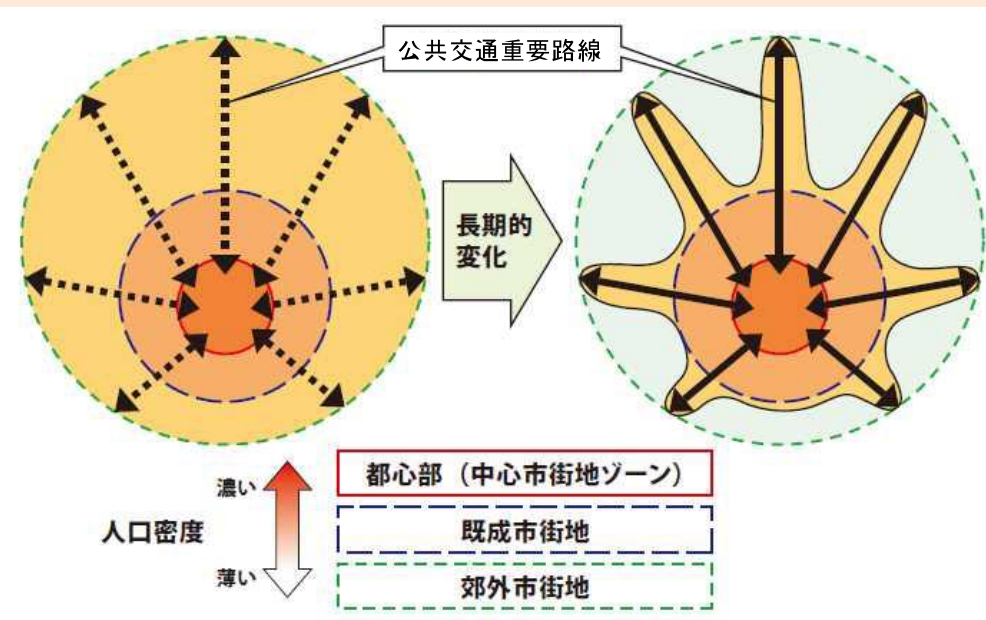 公共交通重要路線
長期的
変化
濃い
人口密度
薄い
都心部（中心市街地ゾーン）
既成市街地
郊外市街地